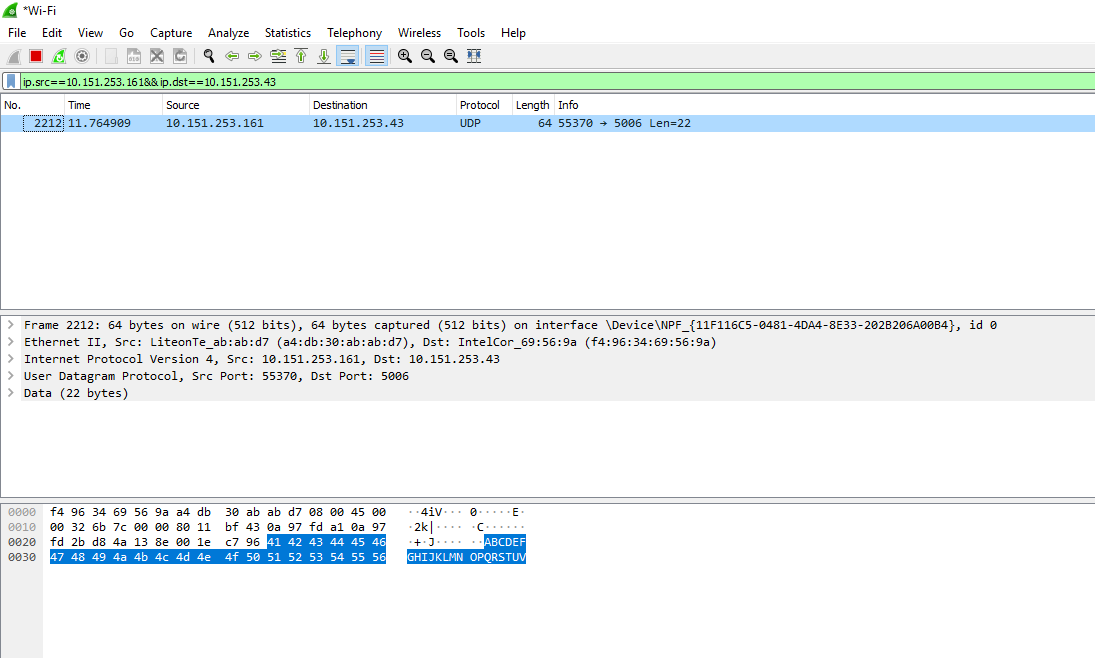 *Wi-Fi
File Edit View Go Capture Analyze Statistics Telephony Wireless Tools Help
ip.src==10.151.253.161&&ip.dst==10.151.253.43
No. Time Source Destination Protocol Length Info
2212 11.764909 10.151.253.161 10.151.253.43 UDP 64 55370 → 5006 Len=22
Frame 2212: 64 bytes on wire (512 bits), 64 bytes captured (512 bits) on interface \Device\NPF_{11F116C5-0481-4DA4-8E33-202B206A00B4}, id 0
Ethernet II, Src: LiteonTe_ab:ab:d7 (a4:db:30:ab:ab:d7), Dst: IntelCor_69:56:9a (f4:96:34:69:56:9a)
Internet Protocol Version 4, Src: 10.151.253.161, Dst: 10.151.253.43
User Datagram Protocol, Src Port: 55370, Dst Port: 5006
Data (22 bytes)
0000 f4 96 34 69 56 9a a4 db 30 ab ab d7 08 00 45 00 ··4iV··· 0·····E·
0010 00 32 6b 7c 00 00 80 11 bf 43 0a 97 fd a1 0a 97 ·2k|···· ·C······
0020 fd 2b d8 4a 13 8e 00 1e c7 96 41 42 43 44 45 46 ·+·J···· ··ABCDEF
0030 47 48 49 4a 4b 4c 4d 4e 4f 50 51 52 53 54 55 56 GHIJKLMN OPQRSTUV